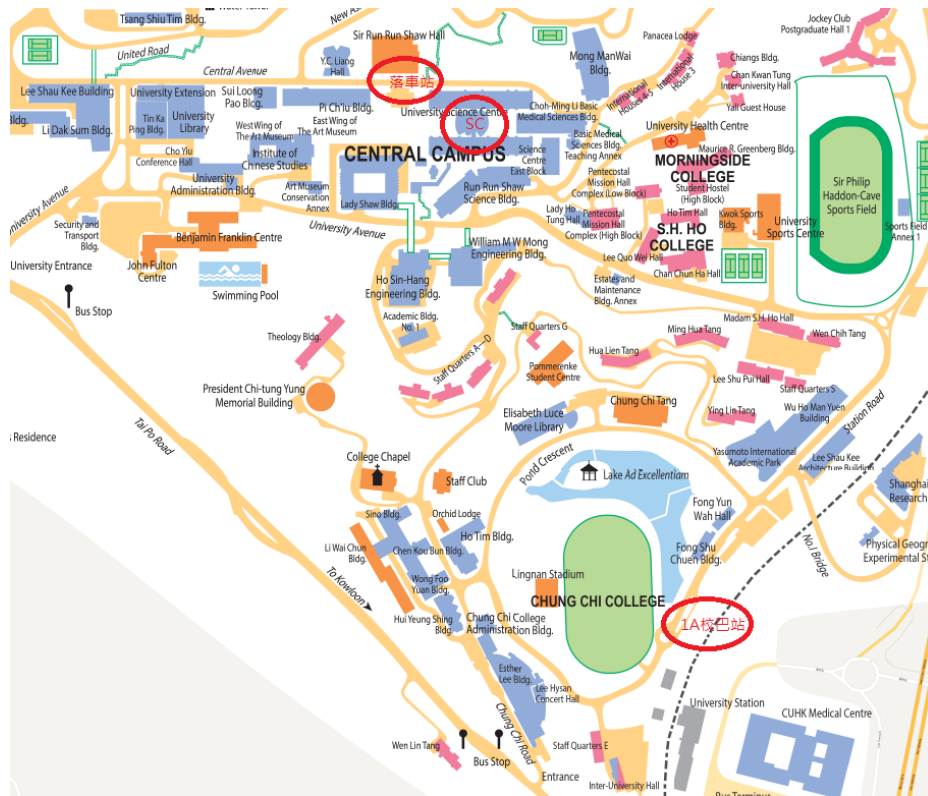 Tsang Shiu Tim Bldg.
United Road
Sir Run Run Shaw Hall
Y.C. Liang
Hall
落車站
Central Avenue
Lee Shau Kee Building
University Extension
Sui Loong
Pao Bldg.
Pi Ch'iu Bldg.
University Science Centre
SC
Mong ManWai
Bldg.
Panacea Lodge
International
House 3
International
Houses 4-5
Jockey Club
Postgraduate Hall 1
Chiangs Bldg.
Chan Kwan Tung
Inter-university Hall
Yali Guest House
Li Dak Sum Bldg.
Tin Ka
Ping Bldg.
University
Library
West Wing of
The Art Museum
East Wing of
The Art Museum
Choh-Ming Li Basic
Medical Sciences Bldg.
Basic Medical
Sciences Bldg.
Teaching Annex
University Health Centre
Maurice R. Greenberg Bldg.
Cho Yiu
Conference Hall
Institute of
Chinese Studies
CENTRAL CAMPUS
Science
Centre
East Block
MORNINGSIDE
COLLEGE
Pentecostal
Mission Hall
Complex (Low Block)
Student Hostel
(High Block)
University
Administration Bldg.
Art Museum
Conservation
Annex
Lady Shaw Bldg.
Run Run Shaw
Science Bldg.
Lady Ho
Tung Hall
Pentecostal
Mission Hall
Complex (High Block)
Ho Tim Hall
S.H. HO
COLLEGE
Kwok Sports
Bldg.
University
Sports Centre
Sir Philip
Haddon-Cave
Sports Field
Sports Field
Annex 1
University Avenue
Security and
Transport
Bldg.
Benjamin Franklin Centre
University Avenue
William M W Mong
Engineering Bldg.
Lee Quo Wei Hall
Chan Chun Ha Hall
University Entrance
John Fulton
Centre
Swimming Pool
Ho Sin-Hang
Engineering Bldg.
Estates and
Maintenance
Bldg. Annex
Bus Stop
Academic Bldg.
No. 1
Theology Bldg.
Staff Quarters G
Staff Quarters A—D
Pommerenke
Student Centre
Hua Lien Tang
Ming Hua Tang
Madam S.H. Ho Hall
Wen Chih Tang
Lee Shu Pui Hall
Staff Quarters S
President Chi-tung Yung
Memorial Building
Elisabeth Luce
Moore Library
Chung Chi Tang
Ying Lin Tang
Wu Ho Man Yuen
Building
Station Road
s Residence
Tai Po Road
Yasumoto International
Academic Park
Lee Shau Kee
Architecture Building
College Chapel
Staff Club
Pond Crescent
Lake Ad Excellentiam
Shanghai
Research
Sino Bldg.
Orchid Lodge
Fong Yun
Wah Hall
Li Wai Chun
Bldg.
Chen Kou Bun Bldg.
Ho Tim Bldg.
Fong Shu
Chuen Bldg.
No.1 Bridge
Physical Geogr
Experimental St
To Kowloon
Wong Foo
Yuan Bldg.
Lingnan Stadium
CHUNG CHI COLLEGE
Hui Yeung Shing
Bldg.
Chung Chi College
Administration Bldg.
1A校巴站
Esther
Lee Bldg.
Lee Hysan
Concert Hall
University Station
CUHK Medical Centre
Chung Chi Road
Wen Lin Tang
Bus Stop
Staff Quarters E
Entrance
Inter-University Hall
Bus Terminus